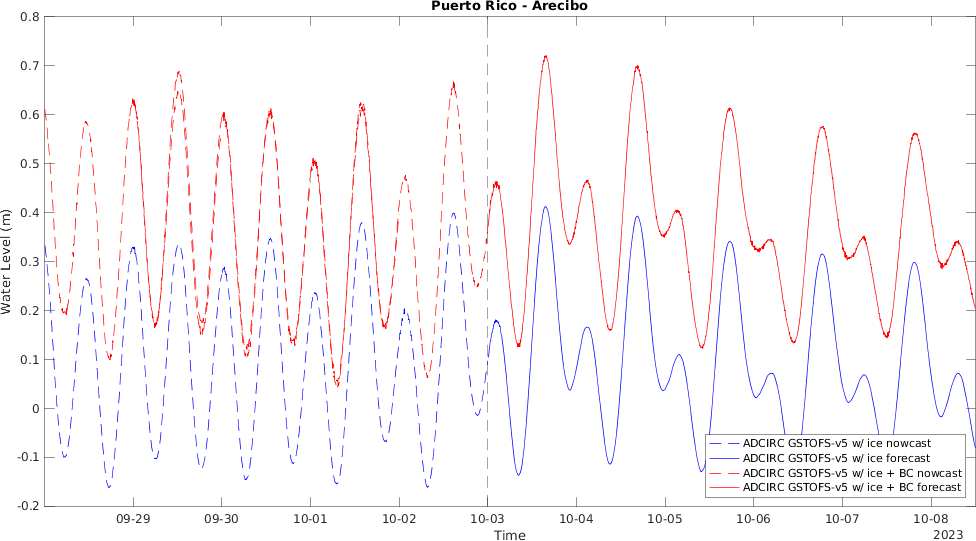 Puerto Rico - Arecibo
0.8
0.7
0.6
0.5
0.4
0.3
0.2
0.1
0
-0.1
-0.2
Water Level (m)
ADCIRC GSTOFS-v5 w/ ice nowcast
ADCIRC GSTOFS-v5 w/ ice forecast
ADCIRC GSTOFS-v5 w/ ice + BC nowcast
ADCIRC GSTOFS-v5 w/ ice + BC forecast
09-29 09-30 10-01 10-02 10-03 10-04 10-05 10-06 10-07 10-08
Time
2023